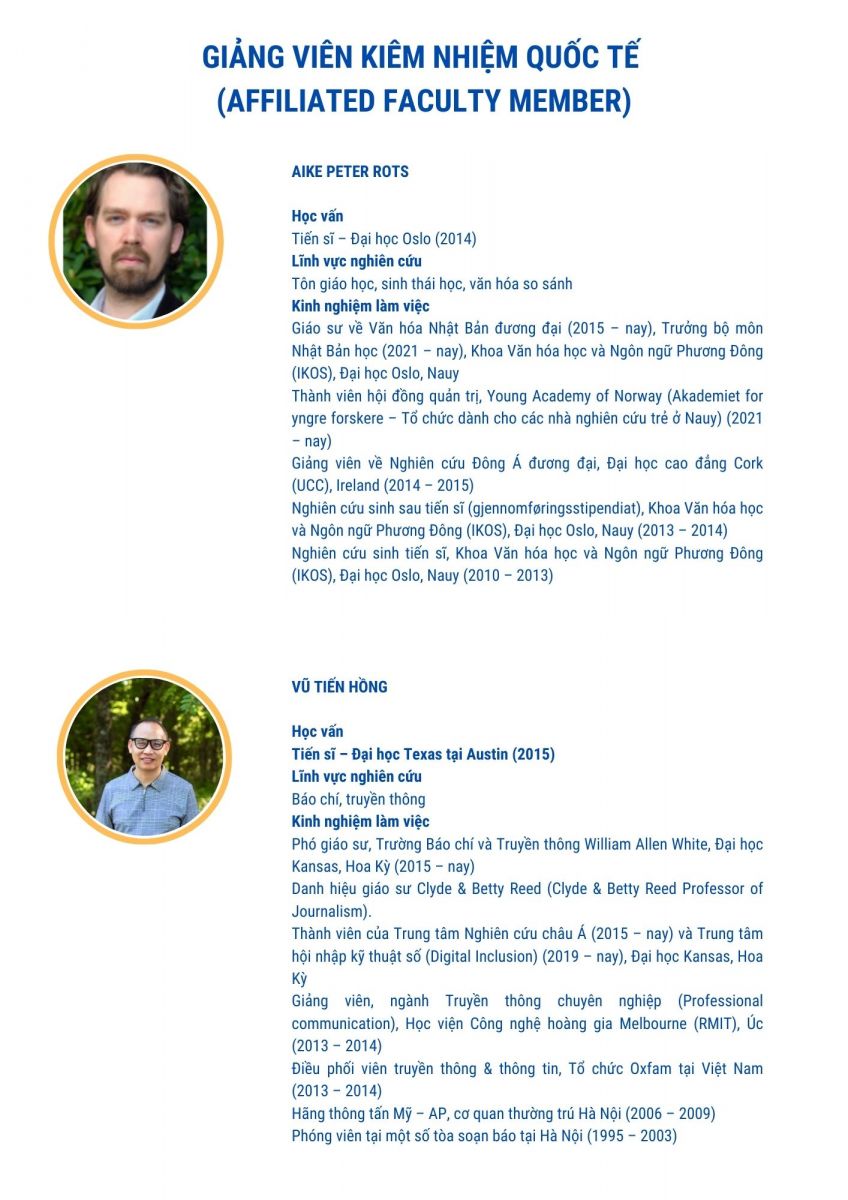 GIẢNG VIÊN KIÊM NHIỆM QUỐC TẾ
(AFFILIATED FACULTY MEMBER)
AIKE PETER ROTS
Học vấn
Tiến sĩ – Đại học Oslo (2014)
Lĩnh vực nghiên cứu
Tôn giáo học, sinh thái học, văn hóa so sánh
Kinh nghiệm làm việc
Giáo sư về Văn hóa Nhật Bản đương đại (2015 – nay), Trưởng bộ môn
Nhật Bản học (2021 – nay), Khoa Văn hóa học và Ngôn ngữ Phương Đông
(IKOS), Đại học Oslo, Nauy
Thành viên hội đồng quản trị, Young Academy of Norway (Akademiet for
yngre forskere – Tổ chức dành cho các nhà nghiên cứu trẻ ở Nauy) (2021
– nay)
Giảng viên về Nghiên cứu Đông Á đương đại, Đại học cao đẳng Cork
(UCC), Ireland (2014 – 2015)
Nghiên cứu sinh sau tiến sĩ (gjennomføringsstipendiat), Khoa Văn hóa học
và Ngôn ngữ Phương Đông (IKOS), Đại học Oslo, Nauy (2013 – 2014)
Nghiên cứu sinh tiến sĩ, Khoa Văn hóa học và Ngôn ngữ Phương Đông
(IKOS), Đại học Oslo, Nauy (2010 – 2013)
VŨ TIẾN HỒNG
Học vấn
Tiến sĩ – Đại học Texas tại Austin (2015)
Lĩnh vực nghiên cứu
Báo chí, truyền thông
Kinh nghiệm làm việc
Phó giáo sư, Trường Báo chí và Truyền thông William Allen White, Đại học
Kansas, Hoa Kỳ (2015 – nay)
Danh hiệu giáo sư Clyde & Betty Reed (Clyde & Betty Reed Professor of
Journalism).
Thành viên của Trung tâm Nghiên cứu châu Á (2015 – nay) và Trung tâm
hội nhập kỹ thuật số (Digital Inclusion) (2019 – nay), Đại học Kansas, Hoa
Kỳ
Giảng viên, ngành Truyền thông chuyên nghiệp (Professional
communication), Học viện Công nghệ hoàng gia Melbourne (RMIT), Úc
(2013 – 2014)
Điều phối viên truyền thông & thông tin, Tổ chức Oxfam tại Việt Nam
(2013 – 2014)
Hãng thông tấn Mỹ – AP, cơ quan thường trú Hà Nội (2006 – 2009)
Phóng viên tại một số tòa soạn báo tại Hà Nội (1995 – 2003)